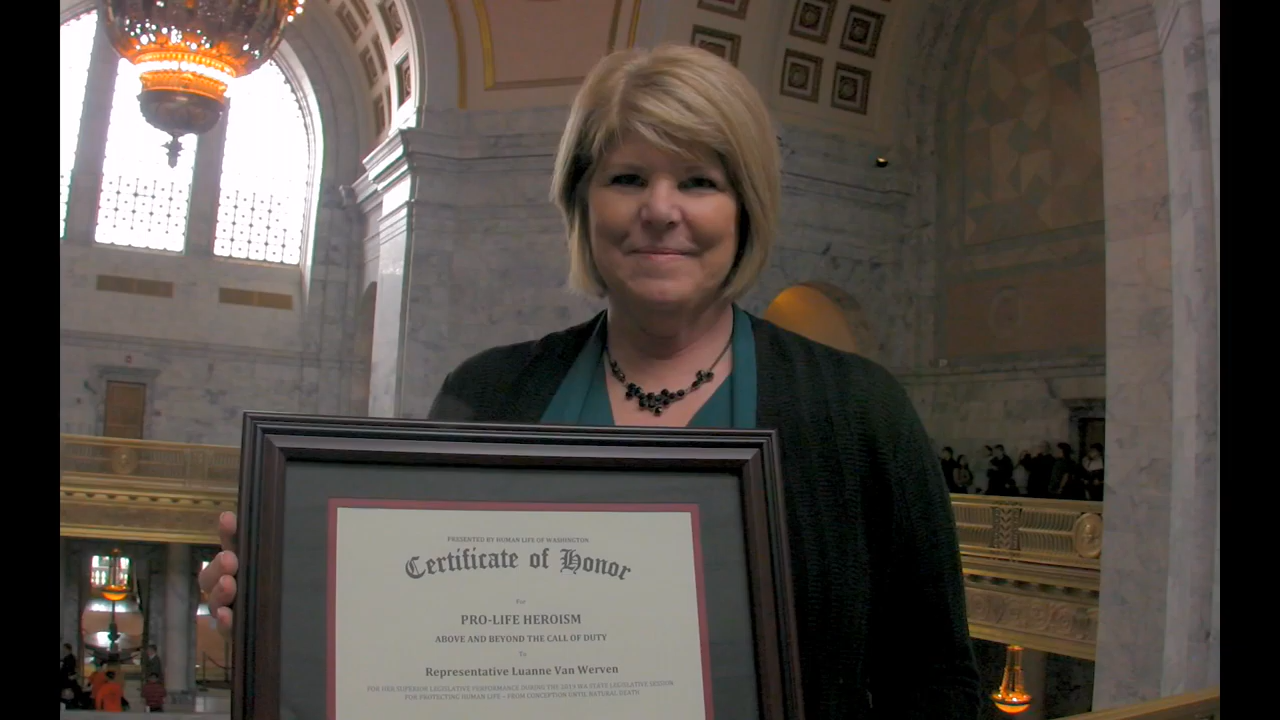 PRESENTED BY HUMAN LIFE OF WASHINGTON
Certificate of Honor
For
PRO-LIFE HEROISM
ABOVE AND BEYOND THE CALL OF DUTY
To
Representative Luanne Van Werven
FOR HER SUPERIOR LEGISLATIVE PERFORMANCE DURING THE 2019 WA STATE LEGISLATIVE SESSION
FOR PROTECTING HUMAN LIFE – FROM CONCEPTION UNTIL NATURAL DEATH